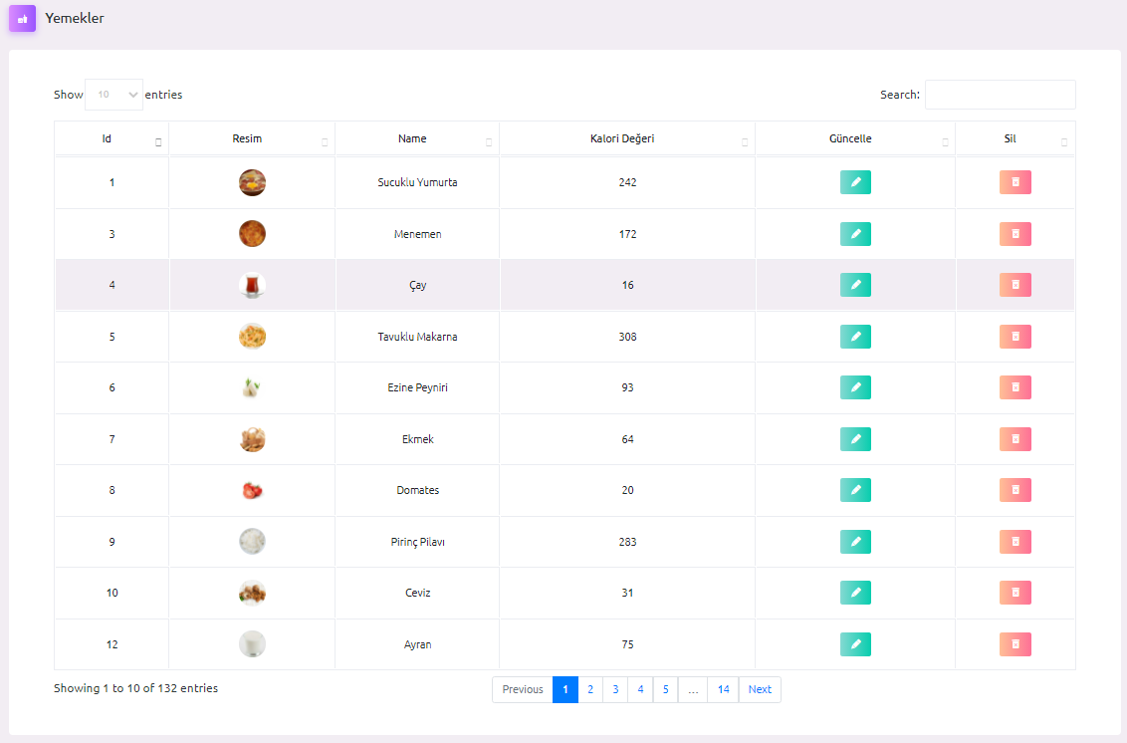 Yemekler
Show 10 entries Search:
Id Resim Name Kalori Değeri Güncelle Sil
1 Sucuklu Yumurta 242
3 Menemen 172
4 Çay 16
5 Tavuklu Makarna 308
6 Ezine Peyniri 93
7 Ekmek 64
8 Domates 20
9 Pirinç Pilavı 283
10 Ceviz 31
12 Ayran 75
Showing 1 to 10 of 132 entries Previous 1 2 3 4 5 ... 14 Next